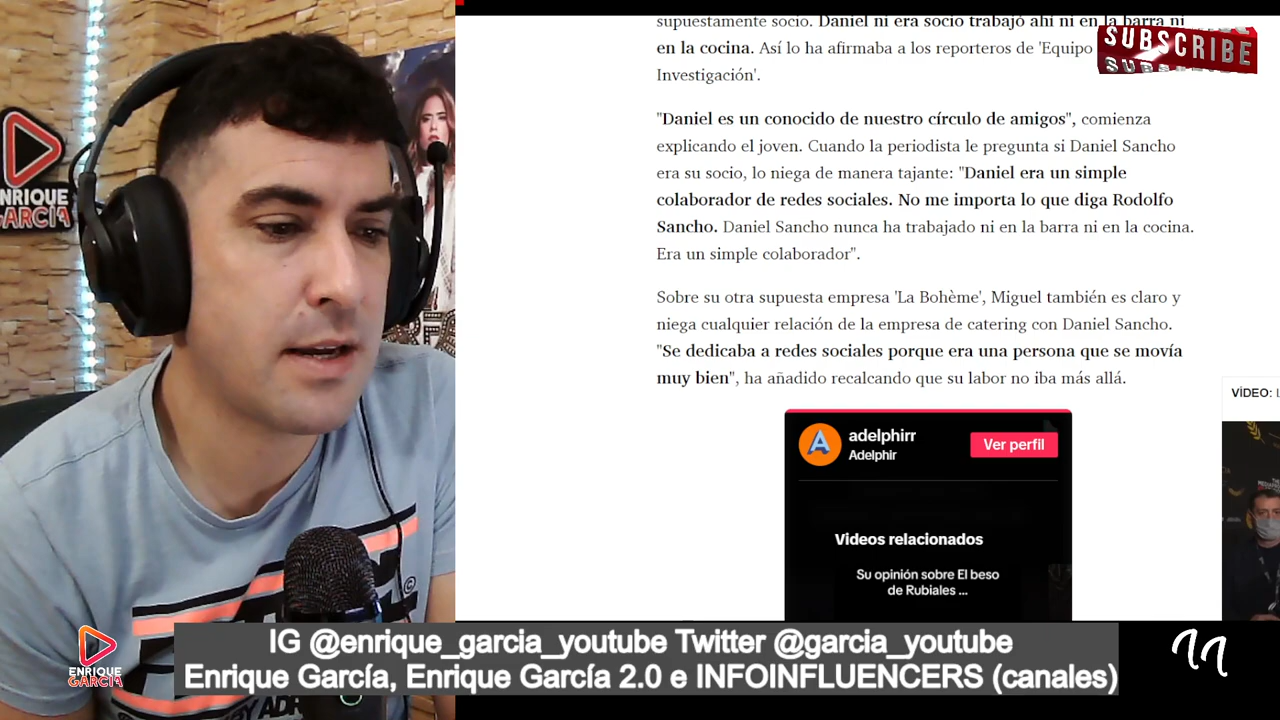 supuestamente socio. Daniel ni era socio trabajó ahí ni en la barra ni
en la cocina. Así lo ha afirmaba a los reporteros de 'Equipo
Investigación'.
SUBSCRIBE
"Daniel es un conocido de nuestro círculo de amigos", comienza
explicando el joven. Cuando la periodista le pregunta si Daniel Sancho
era su socio, lo niega de manera tajante: "Daniel era un simple
colaborador de redes sociales. No me importa lo que diga Rodolfo
Sancho. Daniel Sancho nunca ha trabajado ni en la barra ni en la cocina.
Era un simple colaborador".
Sobre su otra supuesta empresa 'La Bohème', Miguel también es claro y
niega cualquier relación de la empresa de catering con Daniel Sancho.
"Se dedicaba a redes sociales porque era una persona que se movía
muy bien", ha añadido recalcando que su labor no iba más allá.
adelphirr
Adelphir
Ver perfil
Videos relacionados
Su opinión sobre El beso
de Rubiales ...
VÍDEO:
ENRIQUE
GARCÍA
IG @enrique_garcia_youtube Twitter @garcia_youtube
Enrique García, Enrique García 2.0 e INFOINFLUENCERS (canales)
ENRIQUE
GARCÍA